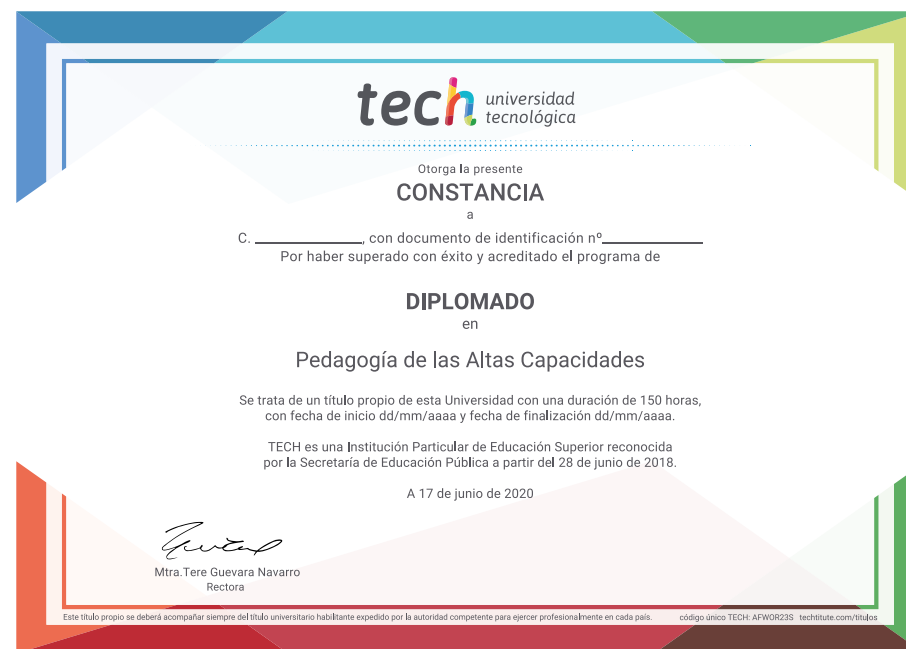 tech universidad
tecnológica
Otorga la presente
CONSTANCIA
a
C. ____________, con documento de identificación nº____________
Por haber superado con éxito y acreditado el programa de
DIPLOMADO
en
Pedagogía de las Altas Capacidades
Se trata de un título propio de esta Universidad con una duración de 150 horas,
con fecha de inicio dd/mm/aaaa y fecha de finalización dd/mm/aaaa.
TECH es una Institución Particular de Educación Superior reconocida
por la Secretaría de Educación Pública a partir del 28 de junio de 2018.
A 17 de junio de 2020
Mtra.Tere Guevara Navarro
Rectora
Este título propio se deberá acompañar siempre del título universitario habilitante expedido por la autoridad competente para ejercer profesionalmente en cada país. código único TECH: AFWOR23S techtitute.com/titulos